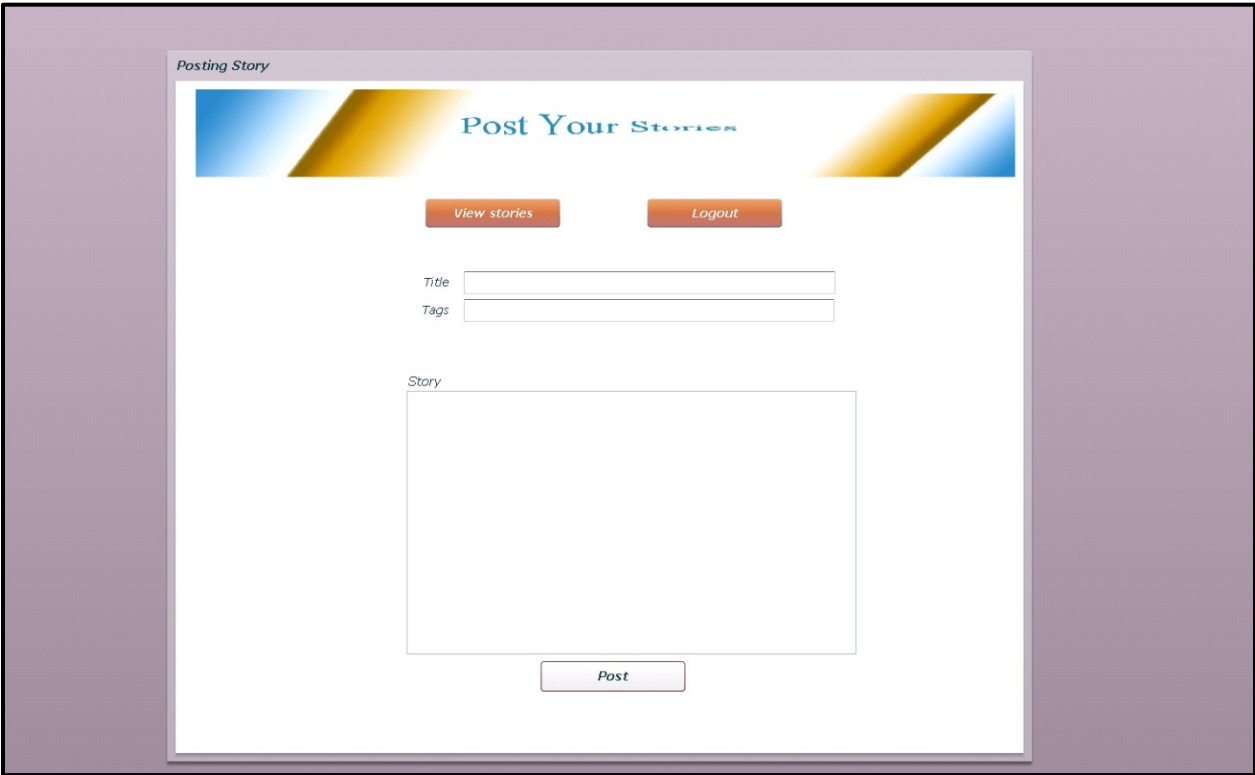 Posting Story
Post Your Stories
View stories Logout
Title
Tags
Story
Post